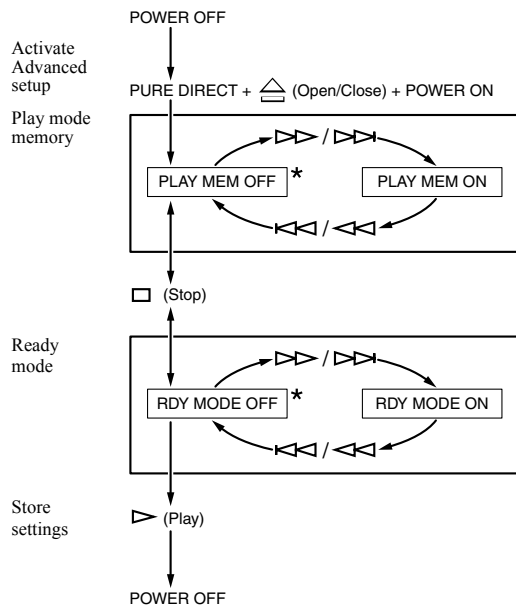 POWER OFF
Activate
Advanced
setup
PURE DIRECT + (Open/Close) + POWER ON
Play mode
memory
/
PLAY MEM OFF *
PLAY MEM ON
/
(Stop)
Ready
mode
/
RDY MODE OFF *
RDY MODE ON
/
Store
settings
(Play)
POWER OFF